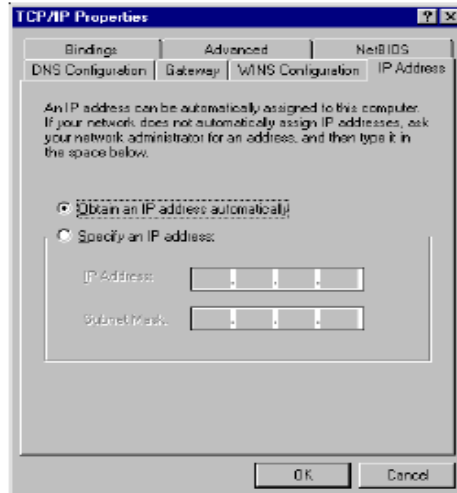 TCP/IP Properties
? X
Bindings Advanced NetBIOS
DNS Configuration Gateway WINS Configuration IP Address
An IP address can be automatically assigned to this computer.
If your network does not automatically assign IP addresses, ask
your network administrator for an address, and then type it in
the space below.
Obtain an IP address automatically
Specify an IP address:
IP Address:
. . .
Subnet Mask:
. . .
OK Cancel